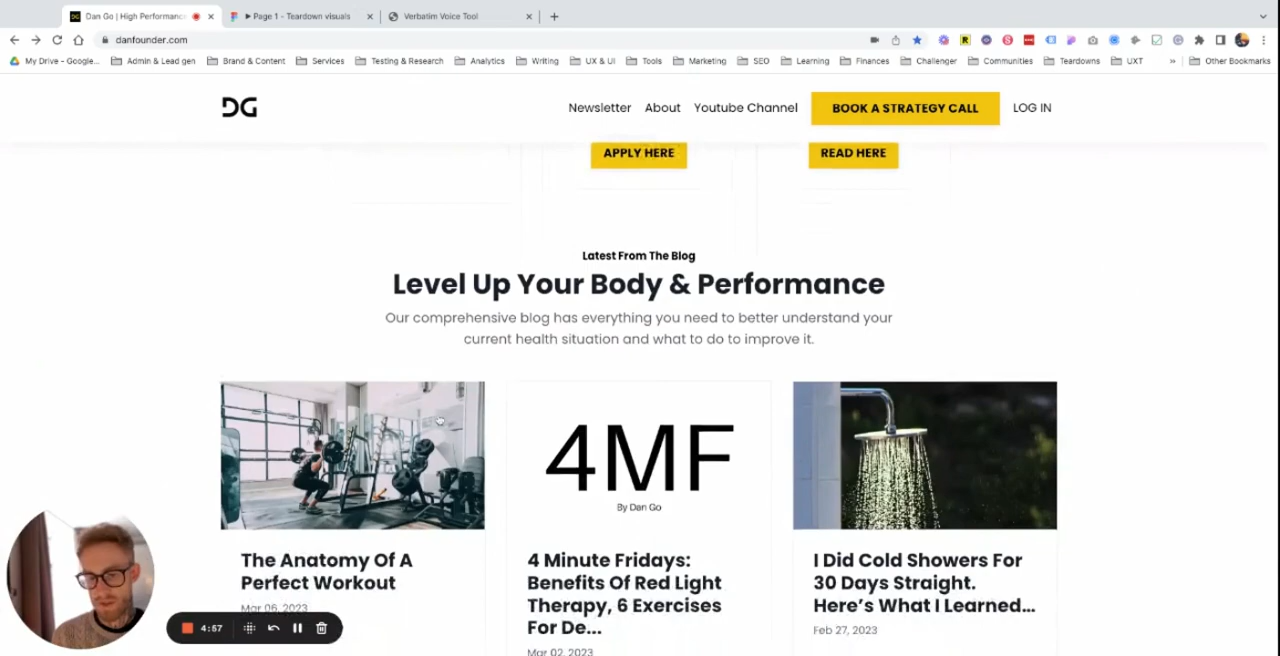 Dan Go | High Performanc
Page 1 - Teardown visuals
Verbatim Voice Tool
danfounder.com
My Drive - Google...
Admin & Lead gen
Brand & Content
Services
Testing & Research
Analytics
Writing
UX & UI
Tools
Marketing
SEO
Learning
Finances
Challenger
Communities
Teardowns
UXT
»
Other Bookmarks
DG
Newsletter
About
Youtube Channel
BOOK A STRATEGY CALL
LOG IN
APPLY HERE
READ HERE
Latest From The Blog
Level Up Your Body & Performance
Our comprehensive blog has everything you need to better understand your
current health situation and what to do to improve it.
4MF
By Dan Go
The Anatomy Of A
Perfect Workout
Mar 06, 2023
4 Minute Fridays:
Benefits Of Red Light
Therapy, 6 Exercises
For De...
Mar 02, 2023
I Did Cold Showers For
30 Days Straight.
Here's What I Learned...
Feb 27, 2023
4:57